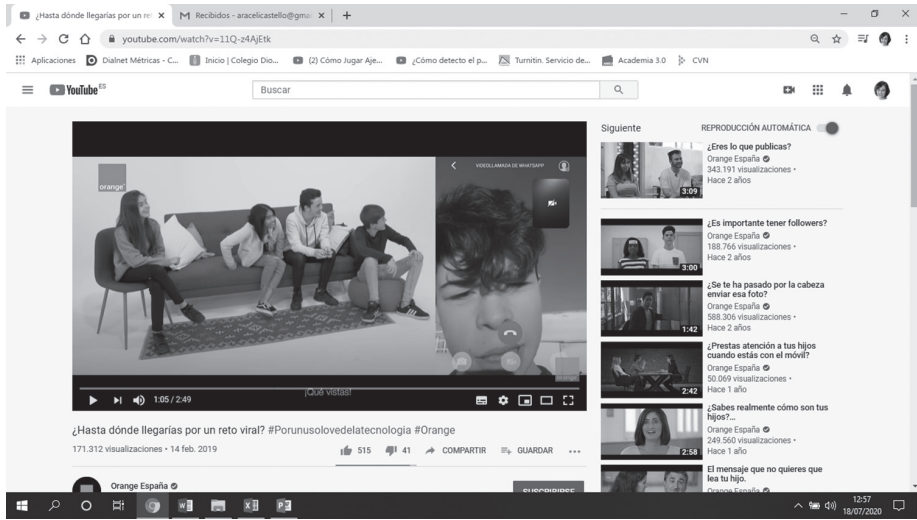 ¿Hasta dónde llegarías por un ret
Recibidos - aracelicastello@gmai
youtube.com/watch?v=11Q-z4AjEtk
Aplicaciones
Dialnet Métricas - C...
Inicio | Colegio Dio...
(2) Cómo Jugar Aje...
¿Cómo detecto el p...
Turnitin. Servicio de...
Academia 3.0
CVN
YouTube ES
Buscar
orange
VIDEOLLAMADA DE WHATSAPP
¡Qué vistas!
1:05 / 2:49
¿Hasta dónde llegarías por un reto viral? #Porunusolovedelatecnologia #Orange
171.312 visualizaciones • 14 feb. 2019
515
41
COMPARTIR
GUARDAR
Orange España
SUSCRIBIRSE
Siguiente
REPRODUCCIÓN AUTOMÁTICA
3:09
¿Eres lo que publicas?
Orange España
343.191 visualizaciones •
Hace 2 años
3:00
¿Es importante tener followers?
Orange España
188.766 visualizaciones •
Hace 2 años
1:42
¿Se te ha pasado por la cabeza
enviar esa foto?
Orange España
588.306 visualizaciones •
Hace 2 años
2:42
¿Prestas atención a tus hijos
cuando estás con el móvil?
Orange España
50.069 visualizaciones •
Hace 1 año
2:58
¿Sabes realmente cómo son tus
hijos?...
Orange España
249.560 visualizaciones •
Hace 1 año
El mensaje que no quieres que
lea tu hijo.
Orange España
12:57
18/07/2020